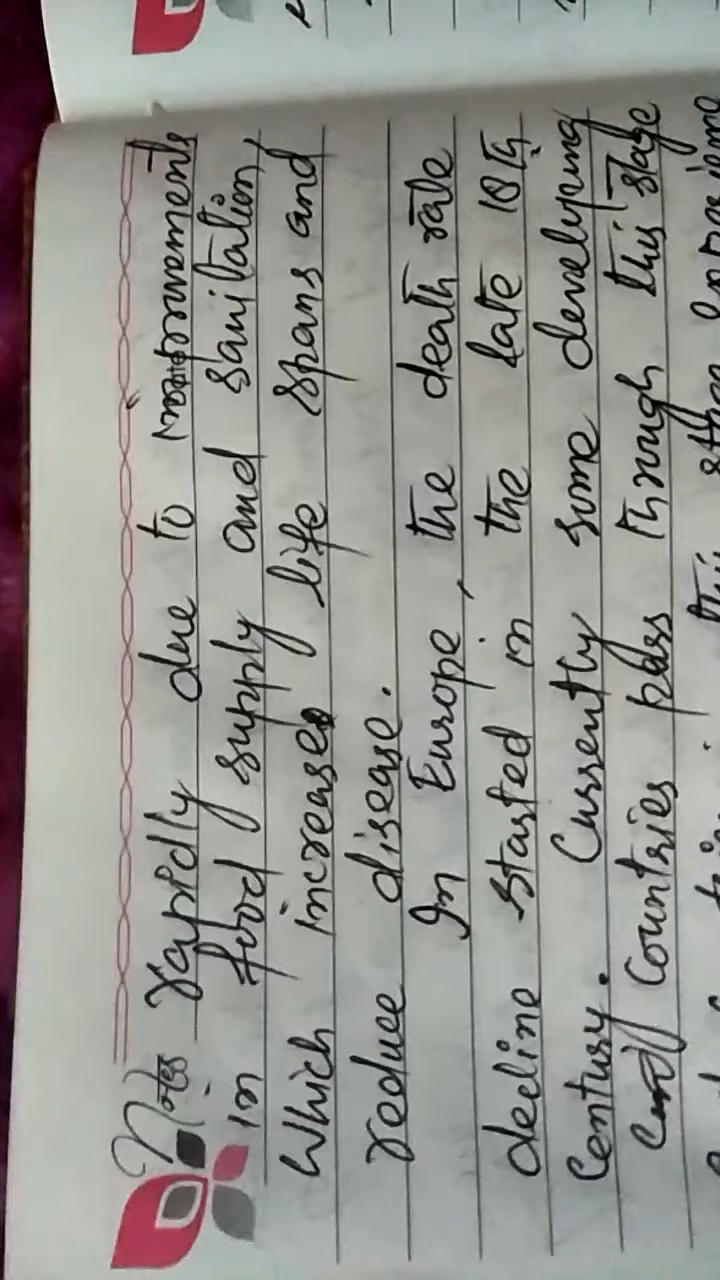 Notes
rapidly due to improvements
in food supply and sanitation,
which increases life spans and
reduce disease.
In Europe, the death rate
decline started in the late 18th
century. Currently some developing
countries pass through this stage